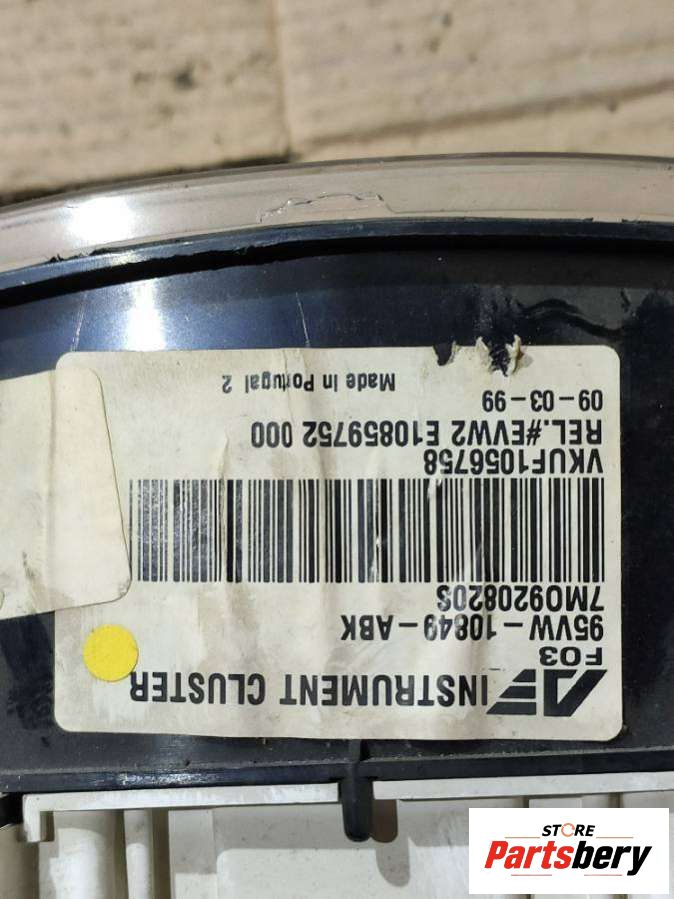 INSTRUMENT CLUSTER
F03
95VW-10849-ABK
7M0920820S
VKUF1056758
REL.#EVW2 E10859752 000
09-03-99
Made In Portugal 2
STORE
Partsbery